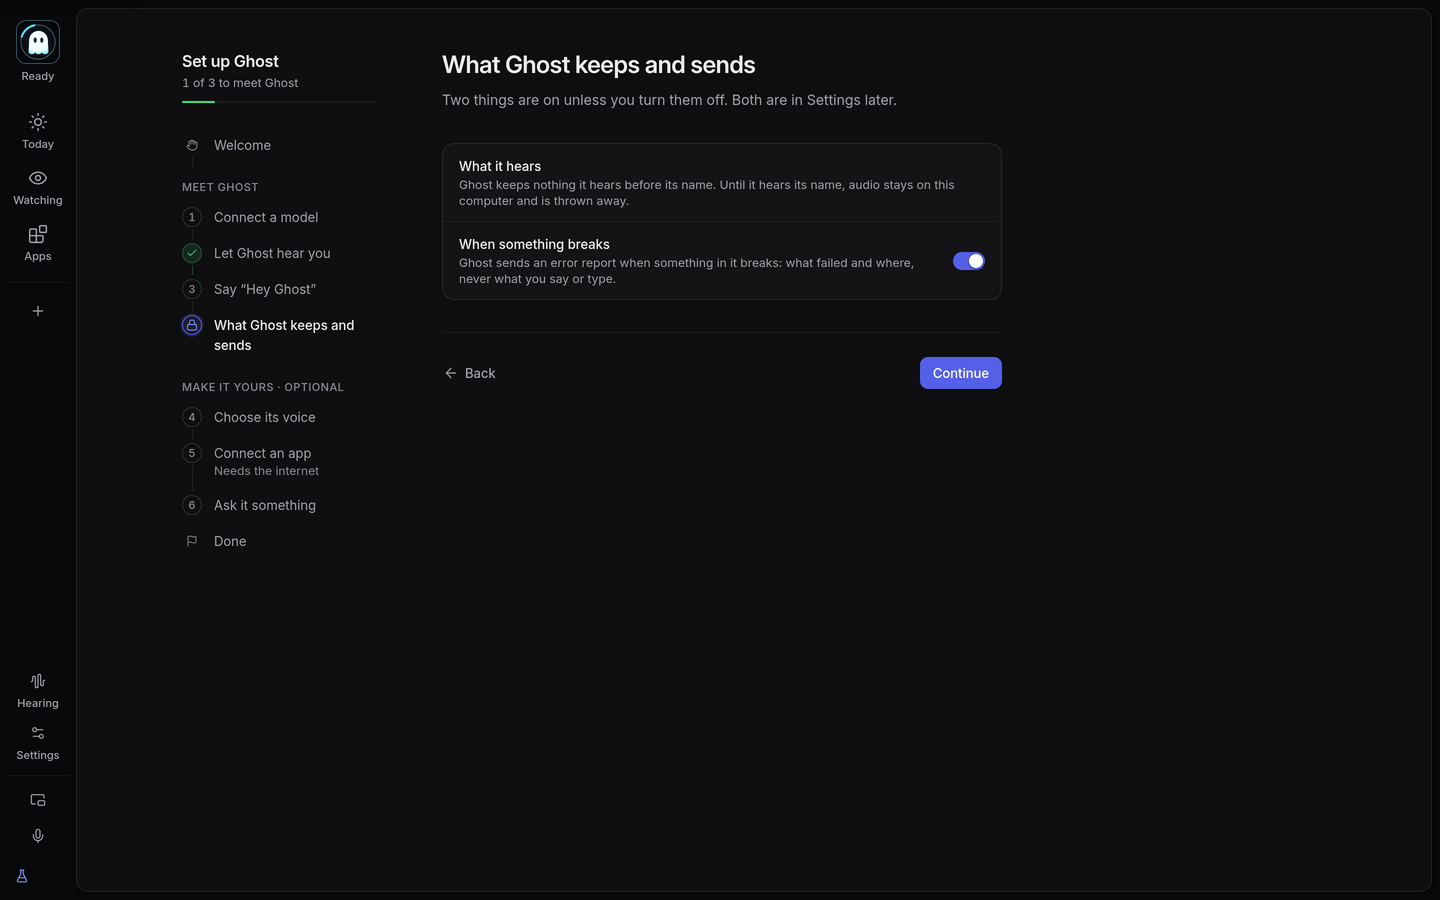 Ready
Today
Watching
Apps
Hearing
Settings
Set up Ghost
1 of 3 to meet Ghost
Welcome
MEET GHOST
1 Connect a model
Let Ghost hear you
3 Say “Hey Ghost”
What Ghost keeps and
sends
MAKE IT YOURS · OPTIONAL
4 Choose its voice
5 Connect an app
Needs the internet
6 Ask it something
Done
What Ghost keeps and sends
Two things are on unless you turn them off. Both are in Settings later.
What it hears
Ghost keeps nothing it hears before its name. Until it hears its name, audio stays on this
computer and is thrown away.
When something breaks
Ghost sends an error report when something in it breaks: what failed and where,
never what you say or type.
Back
Continue